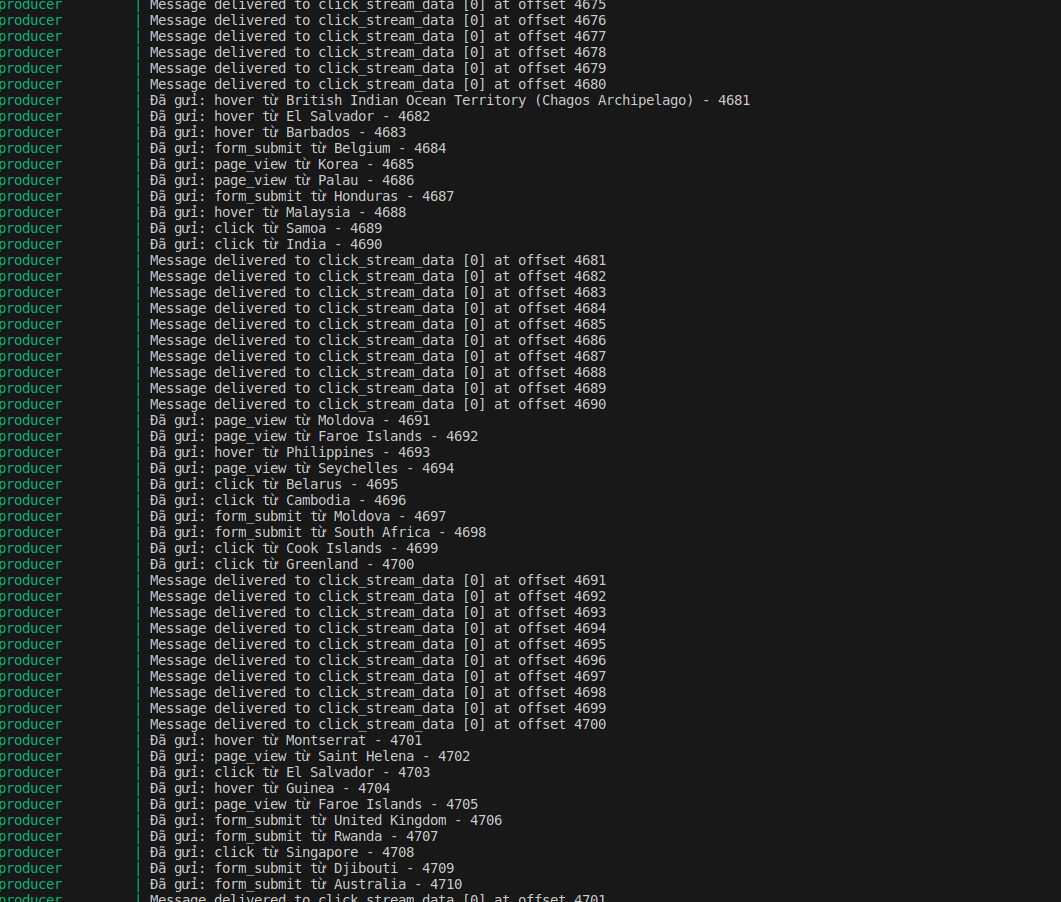 producer | Message delivered to click_stream_data [0] at offset 4675
producer | Message delivered to click_stream_data [0] at offset 4676
producer | Message delivered to click_stream_data [0] at offset 4677
producer | Message delivered to click_stream_data [0] at offset 4678
producer | Message delivered to click_stream_data [0] at offset 4679
producer | Message delivered to click_stream_data [0] at offset 4680
producer | Đã gửi: hover từ British Indian Ocean Territory (Chagos Archipelago) - 4681
producer | Đã gửi: hover từ El Salvador - 4682
producer | Đã gửi: hover từ Barbados - 4683
producer | Đã gửi: form_submit từ Belgium - 4684
producer | Đã gửi: page_view từ Korea - 4685
producer | Đã gửi: page_view từ Palau - 4686
producer | Đã gửi: form_submit từ Honduras - 4687
producer | Đã gửi: hover từ Malaysia - 4688
producer | Đã gửi: click từ Samoa - 4689
producer | Đã gửi: click từ India - 4690
producer | Message delivered to click_stream_data [0] at offset 4681
producer | Message delivered to click_stream_data [0] at offset 4682
producer | Message delivered to click_stream_data [0] at offset 4683
producer | Message delivered to click_stream_data [0] at offset 4684
producer | Message delivered to click_stream_data [0] at offset 4685
producer | Message delivered to click_stream_data [0] at offset 4686
producer | Message delivered to click_stream_data [0] at offset 4687
producer | Message delivered to click_stream_data [0] at offset 4688
producer | Message delivered to click_stream_data [0] at offset 4689
producer | Message delivered to click_stream_data [0] at offset 4690
producer | Đã gửi: page_view từ Moldova - 4691
producer | Đã gửi: page_view từ Faroe Islands - 4692
producer | Đã gửi: hover từ Philippines - 4693
producer | Đã gửi: page_view từ Seychelles - 4694
producer | Đã gửi: click từ Belarus - 4695
producer | Đã gửi: click từ Cambodia - 4696
producer | Đã gửi: form_submit từ Moldova - 4697
producer | Đã gửi: form_submit từ South Africa - 4698
producer | Đã gửi: click từ Cook Islands - 4699
producer | Đã gửi: click từ Greenland - 4700
producer | Message delivered to click_stream_data [0] at offset 4691
producer | Message delivered to click_stream_data [0] at offset 4692
producer | Message delivered to click_stream_data [0] at offset 4693
producer | Message delivered to click_stream_data [0] at offset 4694
producer | Message delivered to click_stream_data [0] at offset 4695
producer | Message delivered to click_stream_data [0] at offset 4696
producer | Message delivered to click_stream_data [0] at offset 4697
producer | Message delivered to click_stream_data [0] at offset 4698
producer | Message delivered to click_stream_data [0] at offset 4699
producer | Message delivered to click_stream_data [0] at offset 4700
producer | Đã gửi: hover từ Montserrat - 4701
producer | Đã gửi: page_view từ Saint Helena - 4702
producer | Đã gửi: click từ El Salvador - 4703
producer | Đã gửi: hover từ Guinea - 4704
producer | Đã gửi: page_view từ Faroe Islands - 4705
producer | Đã gửi: form_submit từ United Kingdom - 4706
producer | Đã gửi: form_submit từ Rwanda - 4707
producer | Đã gửi: click từ Singapore - 4708
producer | Đã gửi: form_submit từ Djibouti - 4709
producer | Đã gửi: form_submit từ Australia - 4710
producer | Message delivered to click_stream_data [0] at offset 4701